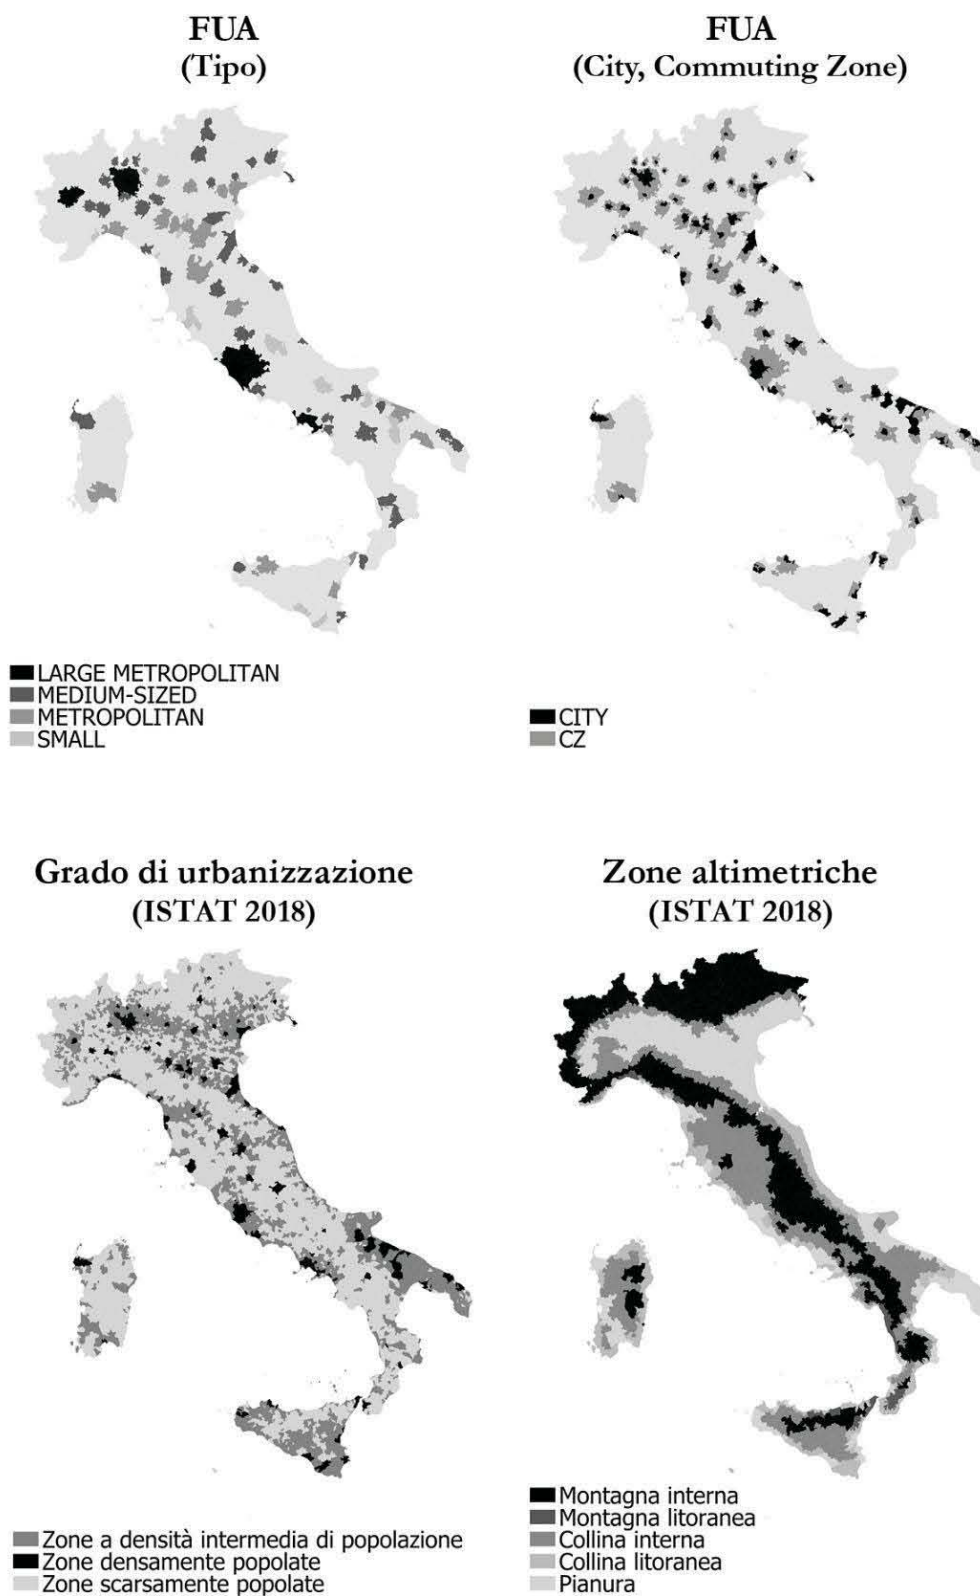 FUA
(Tipo)
FUA
(City, Commuting Zone)
LARGE METROPOLITAN
MEDIUM-SIZED
METROPOLITAN
SMALL
CITY
CZ
Grado di urbanizzazione
(ISTAT 2018)
Zone altimetriche
(ISTAT 2018)
Zone a densità intermedia di popolazione
Zone densamente popolate
Zone scarsamente popolate
Montagna interna
Montagna litoranea
Collina interna
Collina litoranea
Pianura